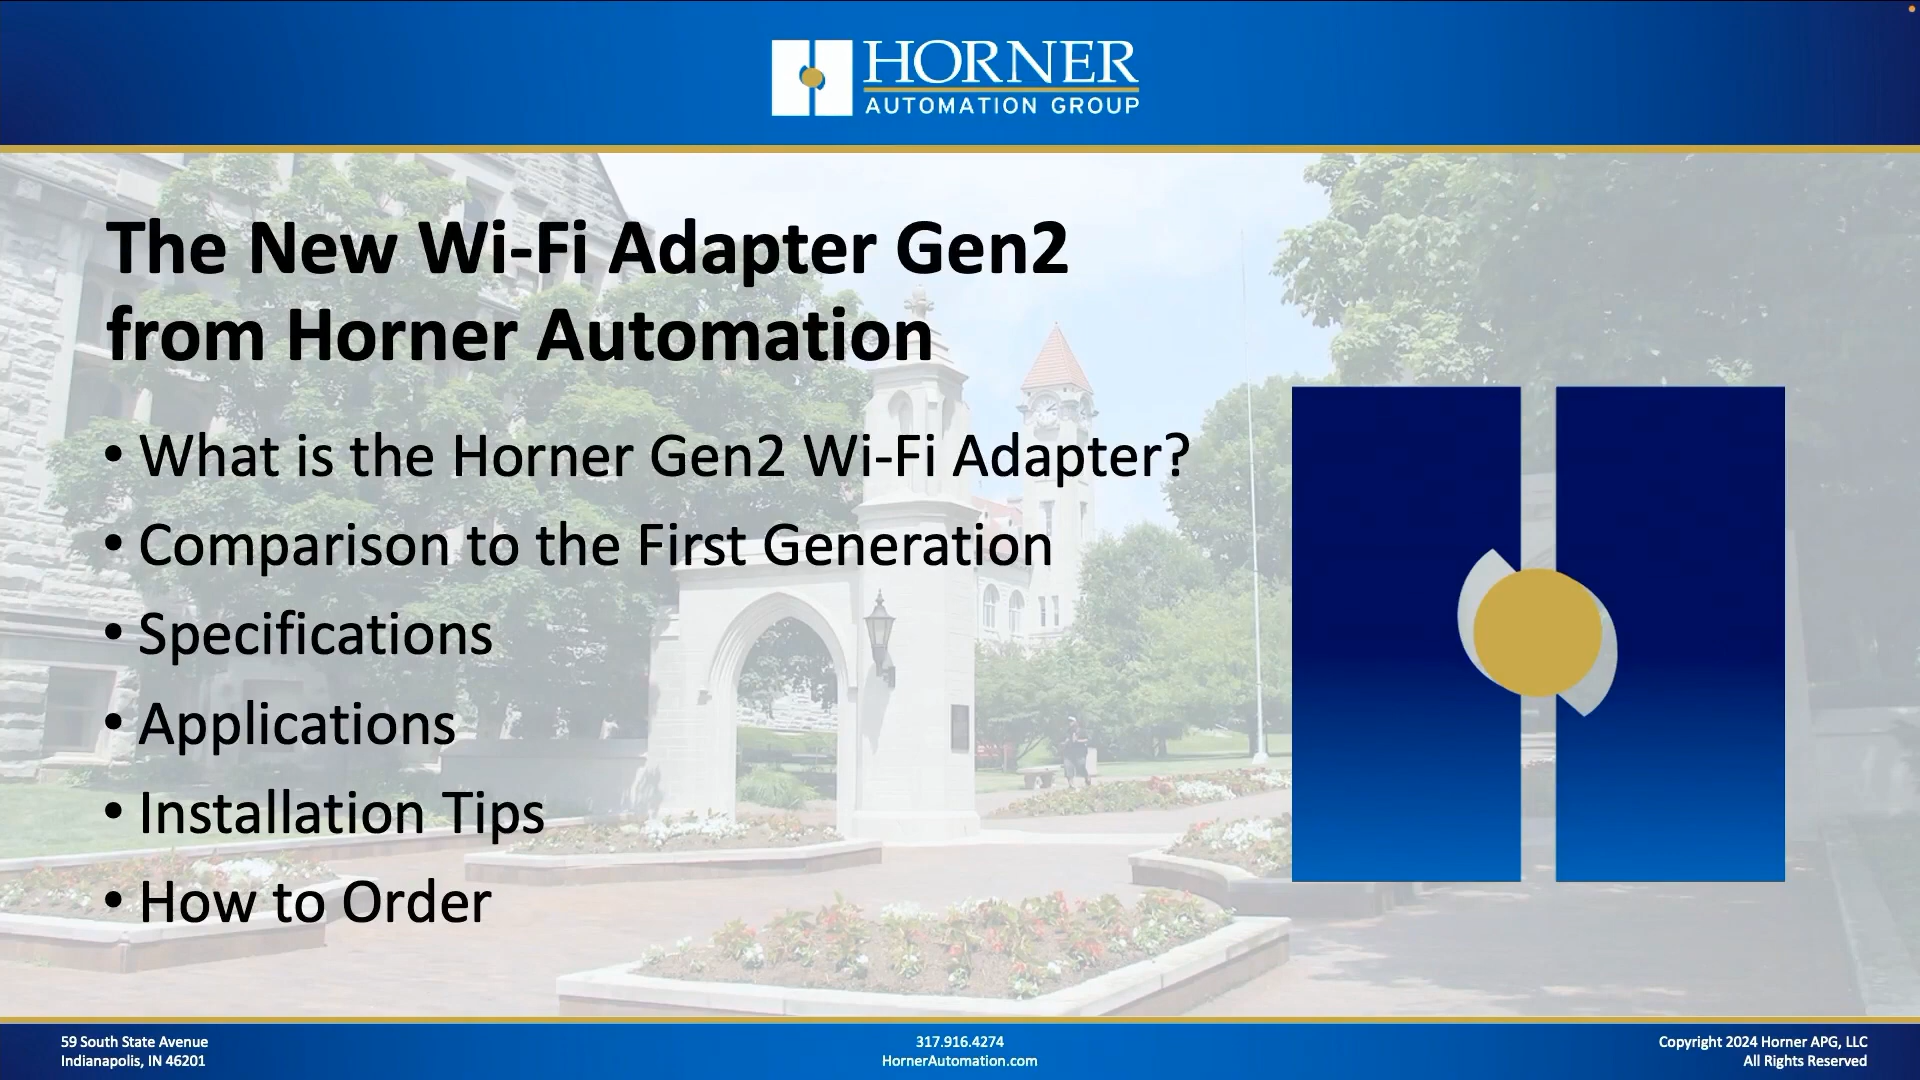 HORNER
AUTOMATION GROUP
The New Wi-Fi Adapter Gen2
from Horner Automation
• What is the Horner Gen2 Wi-Fi Adapter?
• Comparison to the First Generation
• Specifications
• Applications
• Installation Tips
• How to Order
59 South State Avenue
Indianapolis, IN 46201
317.916.4274
HornerAutomation.com
Copyright 2024 Horner APG, LLC
All Rights Reserved